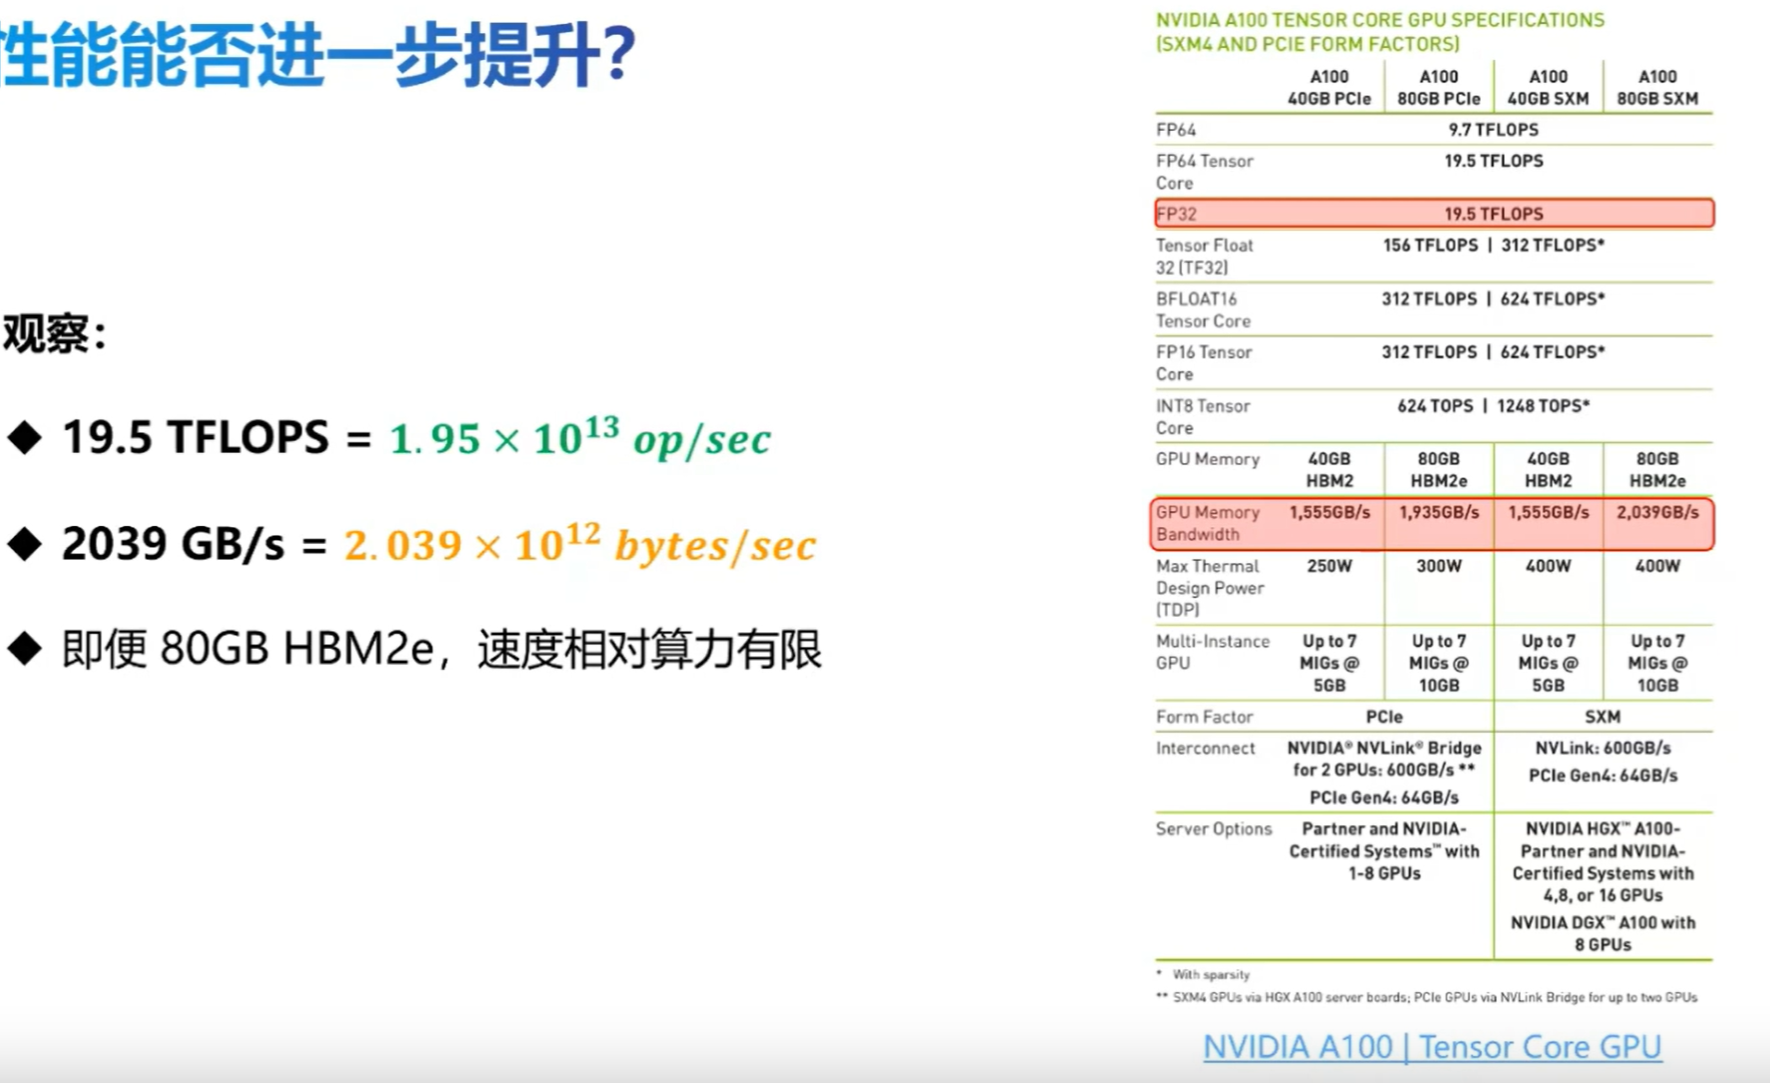 性能能否进一步提升?
观察:
◆ 19.5 TFLOPS = 1.95 × 10¹³ op/sec
◆ 2039 GB/s = 2.039 × 10¹² bytes/sec
◆ 即便 80GB HBM2e，速度相对算力有限
NVIDIA A100 TENSOR CORE GPU SPECIFICATIONS
(SXM4 AND PCIE FORM FACTORS)
A100 A100 A100 A100
40GB PCIe 80GB PCIe 40GB SXM 80GB SXM
FP64 9.7 TFLOPS
FP64 Tensor 19.5 TFLOPS
Core
FP32 19.5 TFLOPS
Tensor Float 156 TFLOPS | 312 TFLOPS*
32 (TF32)
BFLOAT16 312 TFLOPS | 624 TFLOPS*
Tensor Core
FP16 Tensor 312 TFLOPS | 624 TFLOPS*
Core
INT8 Tensor 624 TOPS | 1248 TOPS*
Core
GPU Memory 40GB 80GB 40GB 80GB
HBM2 HBM2e HBM2 HBM2e
GPU Memory 1,555GB/s 1,935GB/s 1,555GB/s 2,039GB/s
Bandwidth
Max Thermal 250W 300W 400W 400W
Design Power
(TDP)
Multi-Instance Up to 7 Up to 7 Up to 7 Up to 7
GPU MIGs @ MIGs @ MIGs @ MIGs @
5GB 10GB 5GB 10GB
Form Factor PCIe SXM
Interconnect NVIDIA® NVLink® Bridge NVLink: 600GB/s
for 2 GPUs: 600GB/s ** PCIe Gen4: 64GB/s
PCIe Gen4: 64GB/s
Server Options Partner and NVIDIA- NVIDIA HGX™ A100-
Certified Systems™ with Partner and NVIDIA-
1-8 GPUs Certified Systems with
4,8, or 16 GPUs
NVIDIA DGX™ A100 with
8 GPUs
* With sparsity
** SXM4 GPUs via HGX A100 server boards; PCIe GPUs via NVLink Bridge for up to two GPUs
NVIDIA A100 | Tensor Core GPU